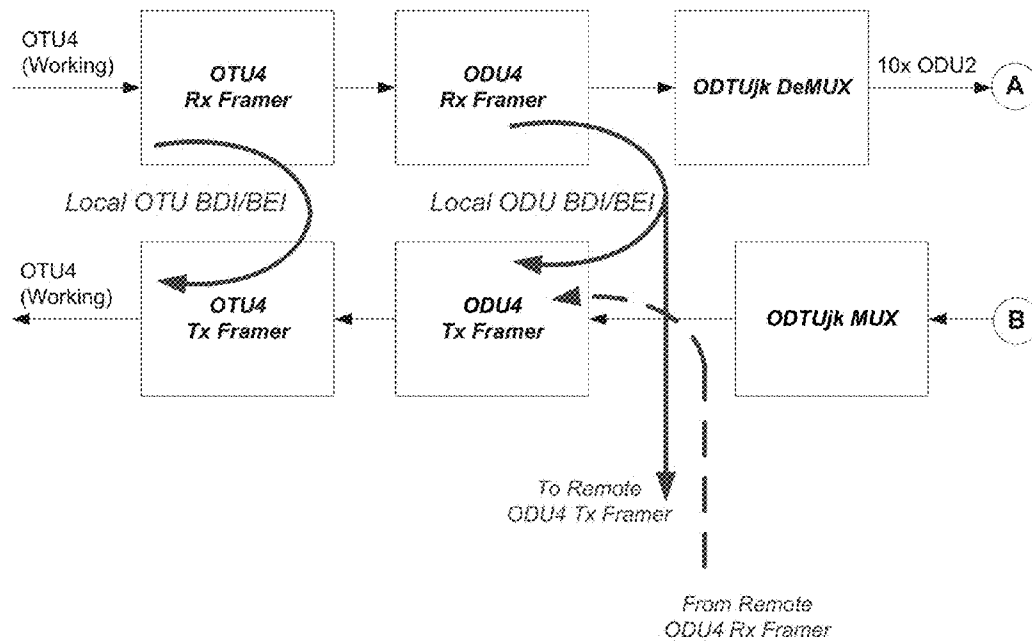 OTU4
(Working)
OTU4
Rx Framer
ODU4
Rx Framer
ODTUjk DeMUX
10x ODU2
A
Local OTU BDI/BEI
Local ODU BDI/BEI
OTU4
(Working)
OTU4
Tx Framer
ODU4
Tx Framer
ODTUjk MUX
B
To Remote
ODU4 Tx Framer
From Remote
ODU4 Rx Framer